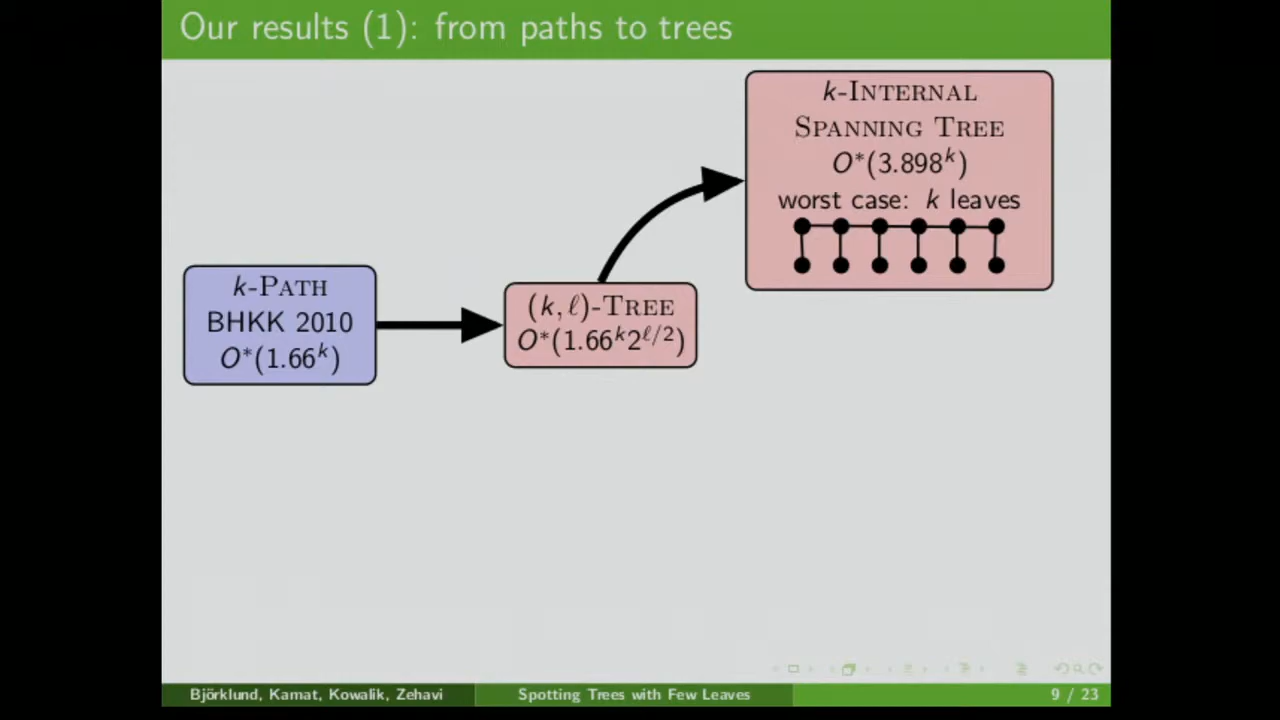 Our results (1): from paths to trees
k-Internal
Spanning Tree
O*(3.898^k)
worst case: k leaves
k-Path
BHKK 2010
O*(1.66^k)
(k, ℓ)-Tree
O*(1.66^k 2^{ℓ/2})
Björklund, Kamat, Kowalik, Zehavi
Spotting Trees with Few Leaves
9 / 23